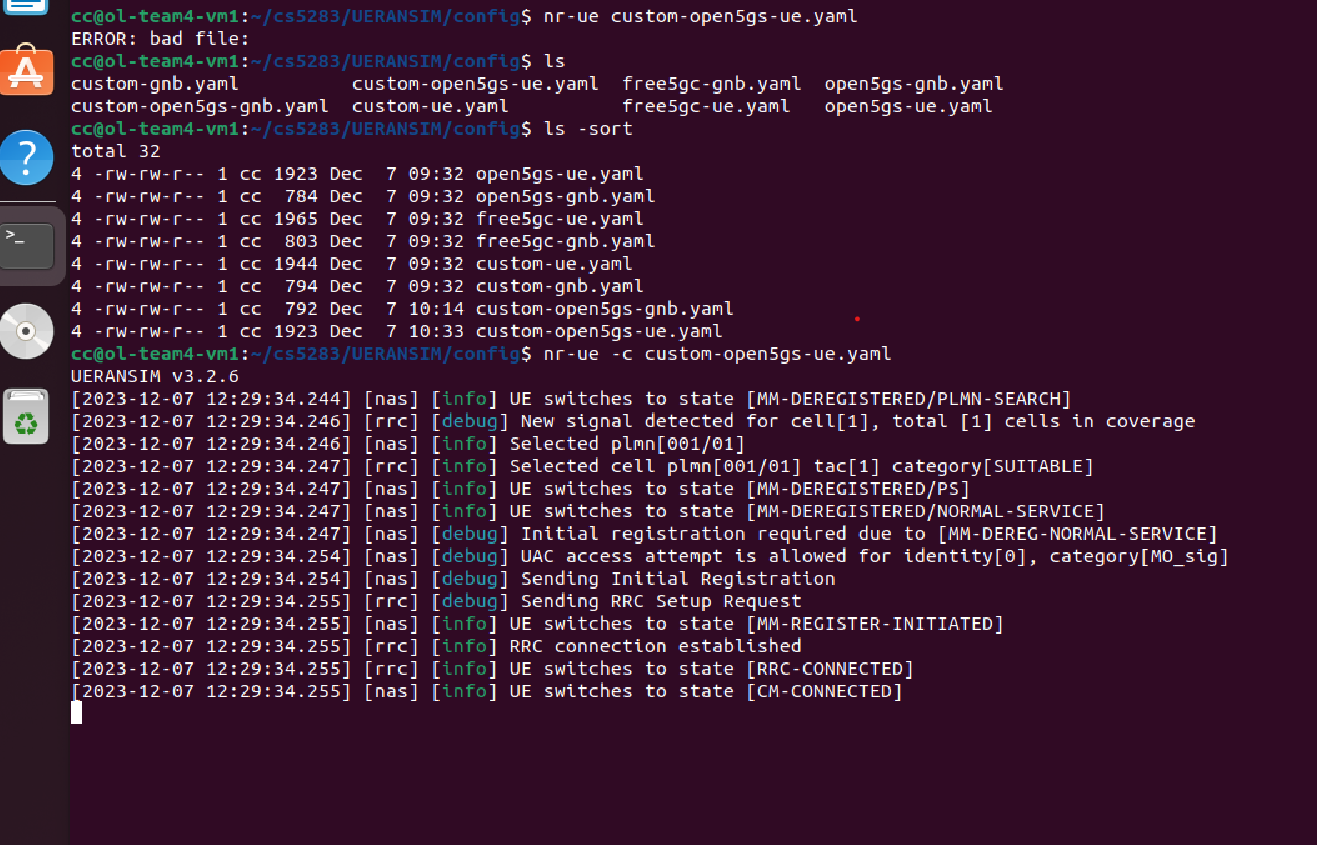 cc@ol-team4-vm1:~/cs5283/UERANSIM/config$ nr-ue custom-open5gs-ue.yaml
ERROR: bad file:
cc@ol-team4-vm1:~/cs5283/UERANSIM/config$ ls
custom-gnb.yaml          custom-open5gs-ue.yaml  free5gc-gnb.yaml  open5gs-gnb.yaml
custom-open5gs-gnb.yaml  custom-ue.yaml          free5gc-ue.yaml   open5gs-ue.yaml
cc@ol-team4-vm1:~/cs5283/UERANSIM/config$ ls -sort
total 32
4 -rw-rw-r-- 1 cc 1923 Dec  7 09:32 open5gs-ue.yaml
4 -rw-rw-r-- 1 cc  784 Dec  7 09:32 open5gs-gnb.yaml
4 -rw-rw-r-- 1 cc 1965 Dec  7 09:32 free5gc-ue.yaml
4 -rw-rw-r-- 1 cc  803 Dec  7 09:32 free5gc-gnb.yaml
4 -rw-rw-r-- 1 cc 1944 Dec  7 09:32 custom-ue.yaml
4 -rw-rw-r-- 1 cc  794 Dec  7 09:32 custom-gnb.yaml
4 -rw-rw-r-- 1 cc  792 Dec  7 10:14 custom-open5gs-gnb.yaml
4 -rw-rw-r-- 1 cc 1923 Dec  7 10:33 custom-open5gs-ue.yaml
cc@ol-team4-vm1:~/cs5283/UERANSIM/config$ nr-ue -c custom-open5gs-ue.yaml
UERANSIM v3.2.6
[2023-12-07 12:29:34.244] [nas] [info] UE switches to state [MM-DEREGISTERED/PLMN-SEARCH]
[2023-12-07 12:29:34.246] [rrc] [debug] New signal detected for cell[1], total [1] cells in coverage
[2023-12-07 12:29:34.246] [nas] [info] Selected plmn[001/01]
[2023-12-07 12:29:34.247] [rrc] [info] Selected cell plmn[001/01] tac[1] category[SUITABLE]
[2023-12-07 12:29:34.247] [nas] [info] UE switches to state [MM-DEREGISTERED/PS]
[2023-12-07 12:29:34.247] [nas] [info] UE switches to state [MM-DEREGISTERED/NORMAL-SERVICE]
[2023-12-07 12:29:34.247] [nas] [debug] Initial registration required due to [MM-DEREG-NORMAL-SERVICE]
[2023-12-07 12:29:34.254] [nas] [debug] UAC access attempt is allowed for identity[0], category[MO_sig]
[2023-12-07 12:29:34.254] [nas] [debug] Sending Initial Registration
[2023-12-07 12:29:34.255] [rrc] [debug] Sending RRC Setup Request
[2023-12-07 12:29:34.255] [nas] [info] UE switches to state [MM-REGISTER-INITIATED]
[2023-12-07 12:29:34.255] [rrc] [info] RRC connection established
[2023-12-07 12:29:34.255] [rrc] [info] UE switches to state [RRC-CONNECTED]
[2023-12-07 12:29:34.255] [nas] [info] UE switches to state [CM-CONNECTED]